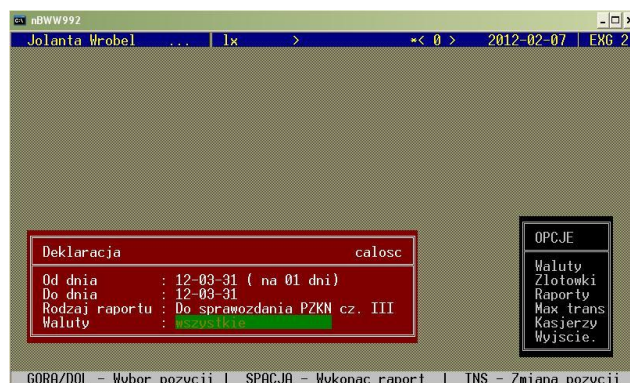 nBWW992
Jolanta Wrobel ... | lx > *< 0 > 2012-02-07 | EXG 2
Deklaracja calosc
Od dnia : 12-03-31 ( na 01 dni)
Do dnia : 12-03-31
Rodzaj raportu : Do sprawozdania PZKN cz. III
Waluty : wszystkie
OPCJE
Waluty
Zlotowki
Raporty
Max trans
Kasjerzy
Wyjscie.
GORA/DOL - Wybor pozycji | SPACJA - Wykonac raport | INS - Zmiana pozycji